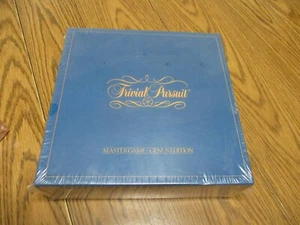 Trivial Pursuit
MASTER GAME - GENUS EDITION